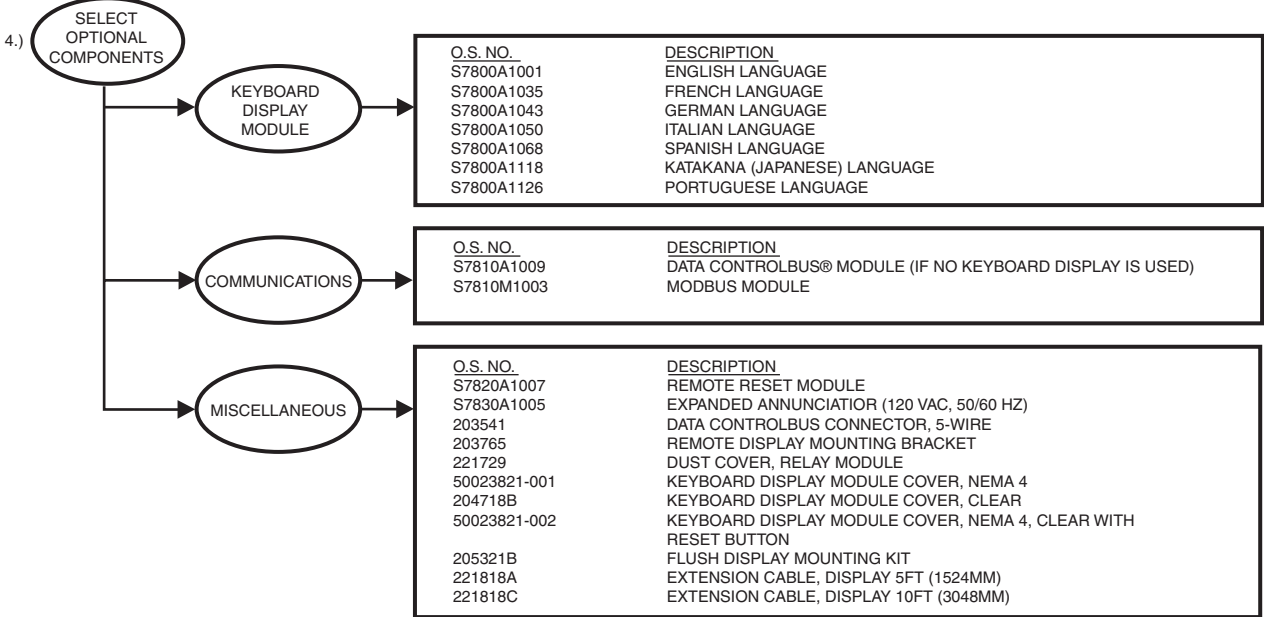 4.)
SELECT
OPTIONAL
COMPONENTS
KEYBOARD
DISPLAY
MODULE
O.S. NO. DESCRIPTION
S7800A1001 ENGLISH LANGUAGE
S7800A1035 FRENCH LANGUAGE
S7800A1043 GERMAN LANGUAGE
S7800A1050 ITALIAN LANGUAGE
S7800A1068 SPANISH LANGUAGE
S7800A1118 KATAKANA (JAPANESE) LANGUAGE
S7800A1126 PORTUGUESE LANGUAGE
COMMUNICATIONS
O.S. NO. DESCRIPTION
S7810A1009 DATA CONTROLBUS® MODULE (IF NO KEYBOARD DISPLAY IS USED)
S7810M1003 MODBUS MODULE
MISCELLANEOUS
O.S. NO. DESCRIPTION
S7820A1007 REMOTE RESET MODULE
S7830A1005 EXPANDED ANNUNCIATIOR (120 VAC, 50/60 HZ)
203541 DATA CONTROLBUS CONNECTOR, 5-WIRE
203765 REMOTE DISPLAY MOUNTING BRACKET
221729 DUST COVER, RELAY MODULE
50023821-001 KEYBOARD DISPLAY MODULE COVER, NEMA 4
204718B KEYBOARD DISPLAY MODULE COVER, CLEAR
50023821-002 KEYBOARD DISPLAY MODULE COVER, NEMA 4, CLEAR WITH
RESET BUTTON
205321B FLUSH DISPLAY MOUNTING KIT
221818A EXTENSION CABLE, DISPLAY 5FT (1524MM)
221818C EXTENSION CABLE, DISPLAY 10FT (3048MM)